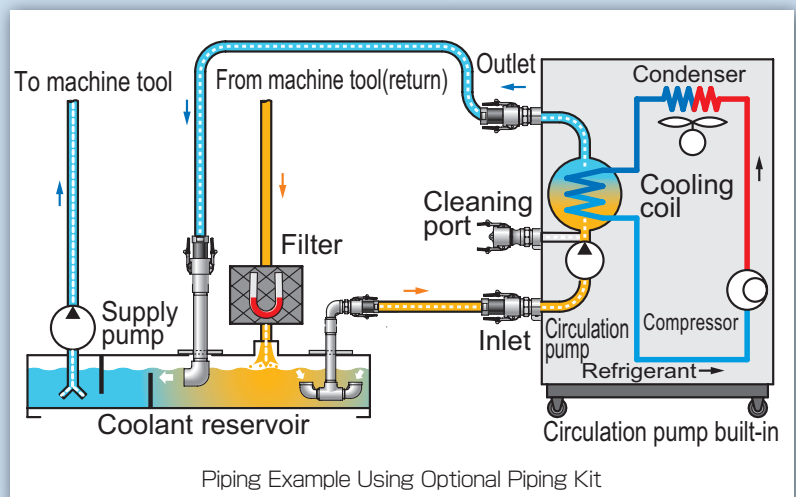 To machine tool
From machine tool(return)
Outlet
Condenser
Cleaning
port
Cooling
coil
Filter
Supply
pump
Inlet
Circulation
pump
Compressor
Refrigerant→
Coolant reservoir
Circulation pump built-in
Piping Example Using Optional Piping Kit